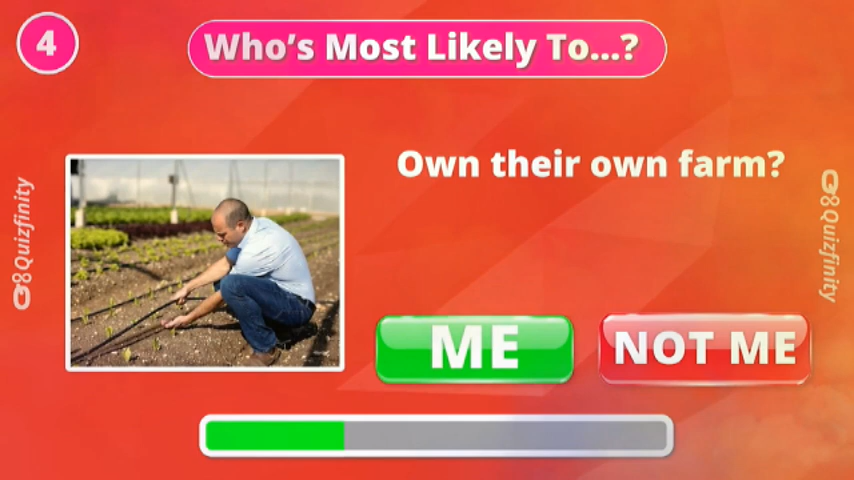 4
Who's Most Likely To...?
Own their own farm?
Quizfinity
Quizfinity
ME
NOT ME